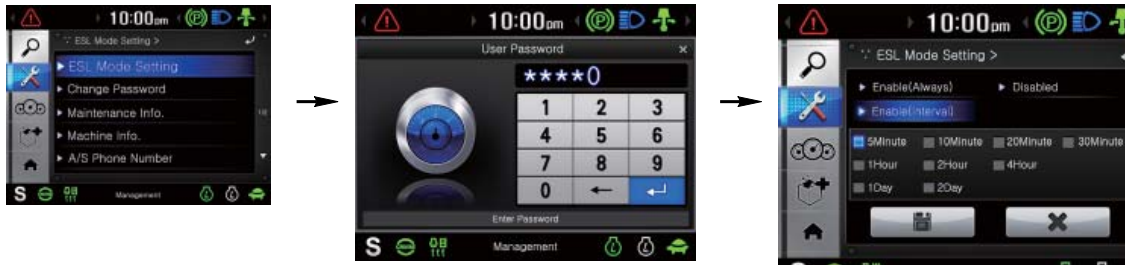 10:00pm
ESL Mode Setting >
ESL Mode Setting
Change Password
Maintenance Info.
Machine Info.
A/S Phone Number
S
Management
10:00pm
User Password
****0
1 2 3
4 5 6
7 8 9
0
Enter Password
S
Management
10:00pm
ESL Mode Setting >
Enable(Always) Disabled
Enable(Interval)
5Minute 10Minute 20Minute 30Minute
1Hour 2Hour 4Hour
1Day 2Day